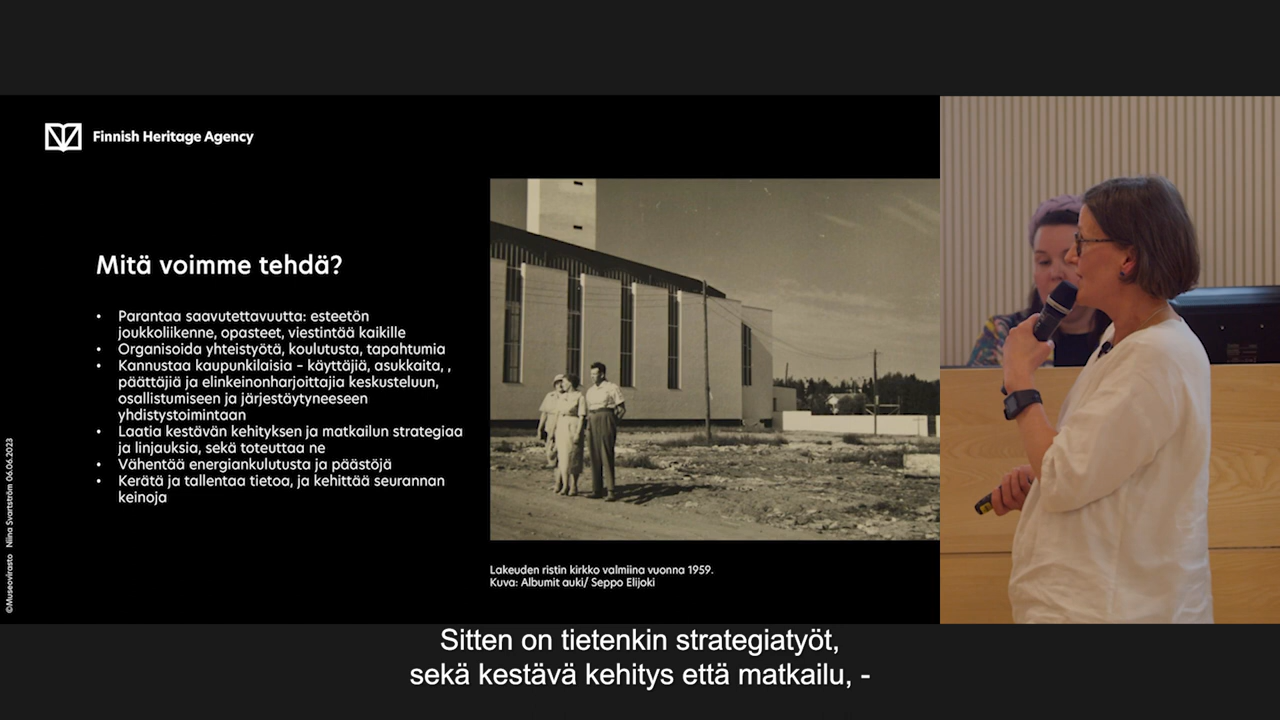 Finnish Heritage Agency
Mitä voimme tehdä?
• Parantaa saavutettavuutta: esteetön
joukkoliikenne, opasteet, viestintää kaikille
• Organisoida yhteistyötä, koulutusta, tapahtumia
• Kannustaa kaupunkilaisia – käyttäjiä, asukkaita, ,
päättäjiä ja elinkeinonharjoittajia keskusteluun,
osallistumiseen ja järjestäytyneeseen
yhdistystoimintaan
• Laatia kestävän kehityksen ja matkailun strategiaa
ja linjauksia, sekä toteuttaa ne
• Vähentää energiankulutusta ja päästöjä
• Kerätä ja tallentaa tietoa, ja kehittää seurannan
keinoja
Lakeuden ristin kirkko valmiina vuonna 1959.
Kuva: Albumit auki/ Seppo Elijoki
©Museovirasto Niina Svartström 06.06.2023
Sitten on tietenkin strategiatyöt,
sekä kestävä kehitys että matkailu, -